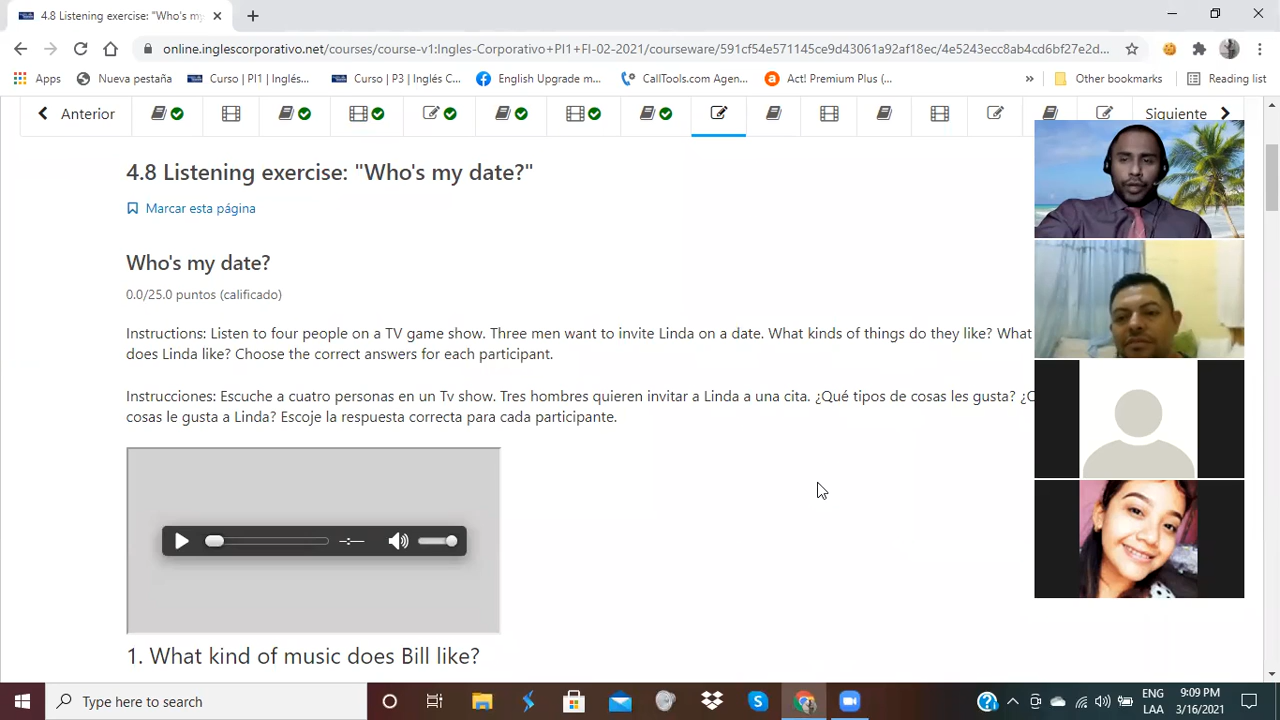 4.8 Listening exercise: "Who's my
online.inglescorporativo.net/courses/course-v1:Ingles-Corporativo+PI1+FI-02-2021/courseware/591cf54e571145ce9d43061a92af18ec/4e5243ecc8ab4cd6bf27e2d...
Apps Nueva pestaña Curso | PI1 | Inglés... Curso | P3 | Inglés C... English Upgrade m... CallTools.com Agen... Act! Premium Plus (... » Other bookmarks Reading list
Anterior Siguiente
4.8 Listening exercise: "Who's my date?"
Marcar esta página
Who's my date?
0.0/25.0 puntos (calificado)
Instructions: Listen to four people on a TV game show. Three men want to invite Linda on a date. What kinds of things do they like? What
does Linda like? Choose the correct answers for each participant.
Instrucciones: Escuche a cuatro personas en un Tv show. Tres hombres quieren invitar a Linda a una cita. ¿Qué tipos de cosas les gusta?
cosas le gusta a Linda? Escoje la respuesta correcta para cada participante.
-:--
1. What kind of music does Bill like?
Type here to search
ENG 9:09 PM
LAA 3/16/2021